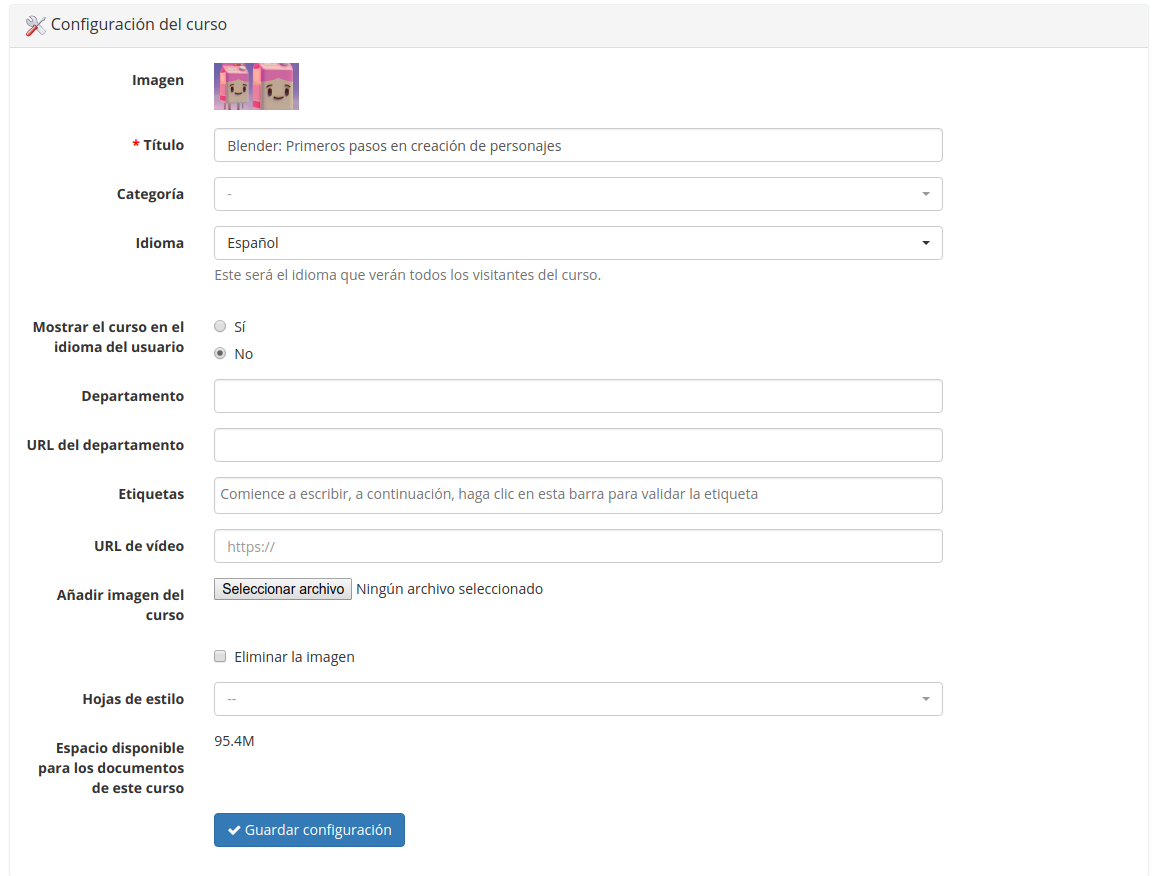 Configuración del curso
Imagen
* Título
Blender: Primeros pasos en creación de personajes
Categoría
-
Idioma
Español
Este será el idioma que verán todos los visitantes del curso.
Mostrar el curso en el
idioma del usuario
Sí
No
Departamento
URL del departamento
Etiquetas
Comience a escribir, a continuación, haga clic en esta barra para validar la etiqueta
URL de vídeo
https://
Añadir imagen del
curso
Seleccionar archivo Ningún archivo seleccionado
Eliminar la imagen
Hojas de estilo
--
Espacio disponible
para los documentos
de este curso
95.4M
Guardar configuración